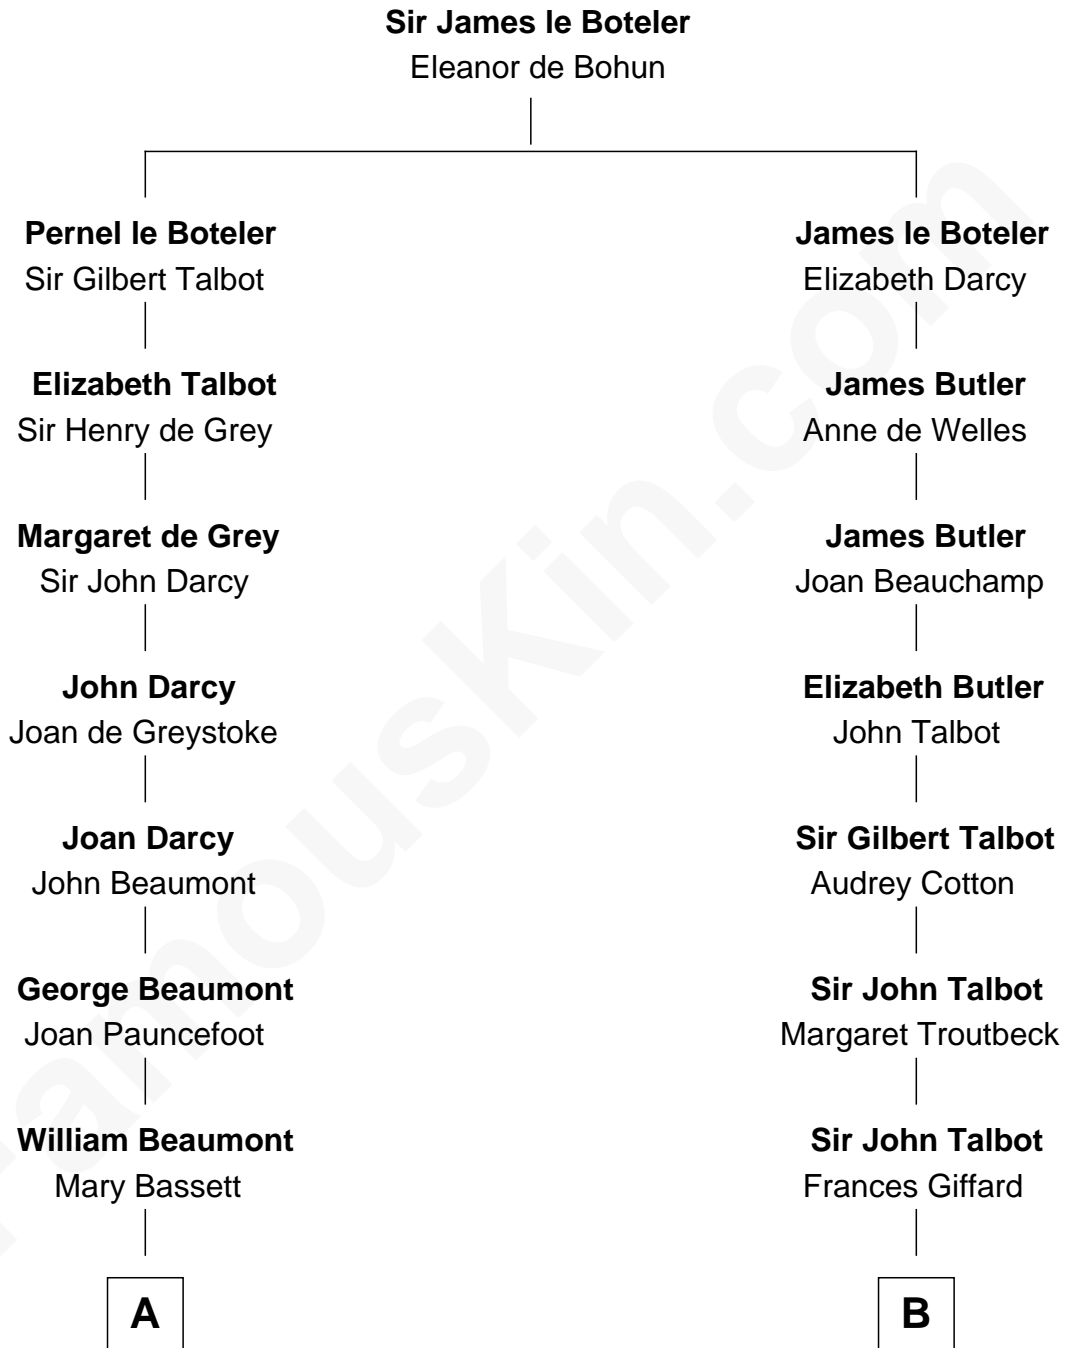 Sir James le Boteler
Eleanor de Bohun
Pernel le Boteler
Sir Gilbert Talbot
James le Boteler
Elizabeth Darcy
Elizabeth Talbot
Sir Henry de Grey
James Butler
Anne de Welles
Margaret de Grey
Sir John Darcy
James Butler
Joan Beauchamp
John Darcy
Joan de Greystoke
Elizabeth Butler
John Talbot
Joan Darcy
John Beaumont
Sir Gilbert Talbot
Audrey Cotton
George Beaumont
Joan Pauncefoot
Sir John Talbot
Margaret Troutbeck
William Beaumont
Mary Bassett
Sir John Talbot
Frances Giffard
A
B
FamousKin.com